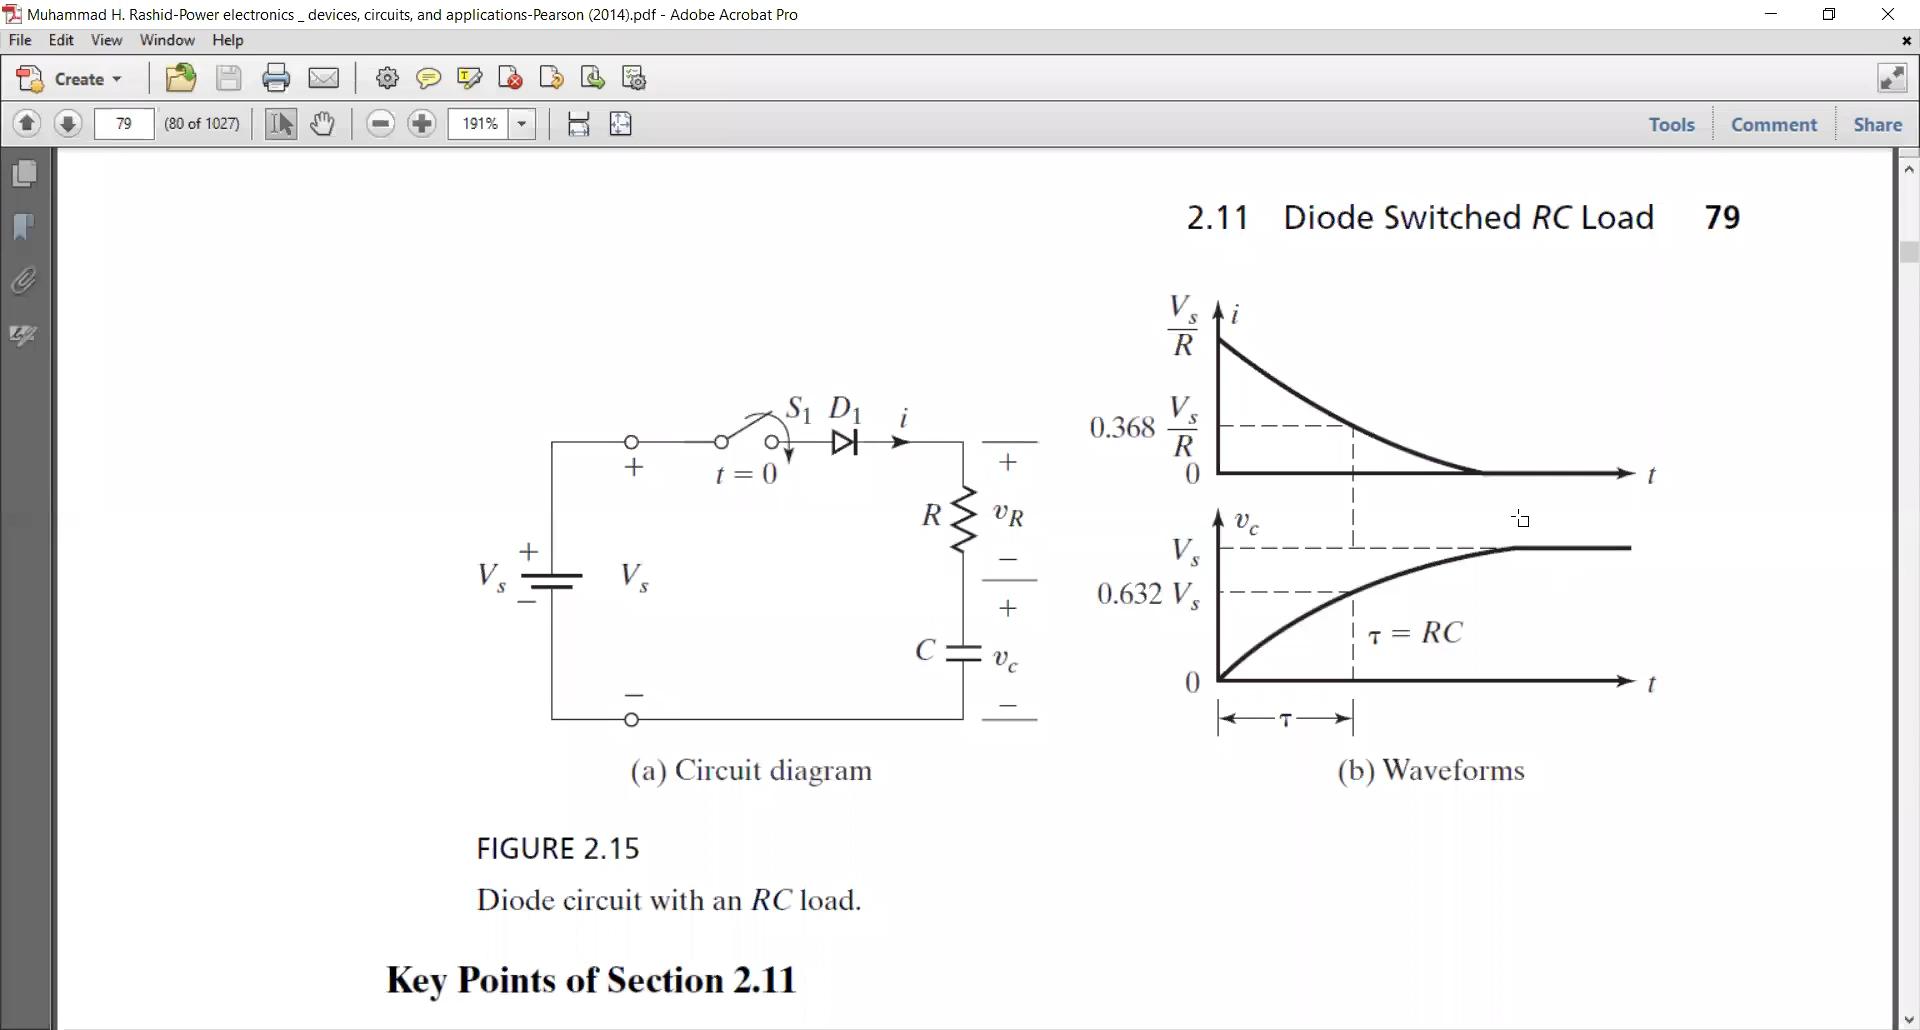 Muhammad H. Rashid-Power electronics _ devices, circuits, and applications-Pearson (2014).pdf - Adobe Acrobat Pro
File Edit View Window Help
Create
79 (80 of 1027) 191% Tools Comment Share
2.11 Diode Switched RC Load 79
Vs/R i
S1 D1 i
0.368 Vs/R
+ t = 0 +
0 t
R vR
vc
+ − Vs
Vs Vs
− + 0.632 Vs
τ = RC
C vc
0 t
− −
τ
(a) Circuit diagram (b) Waveforms
FIGURE 2.15
Diode circuit with an RC load.
Key Points of Section 2.11